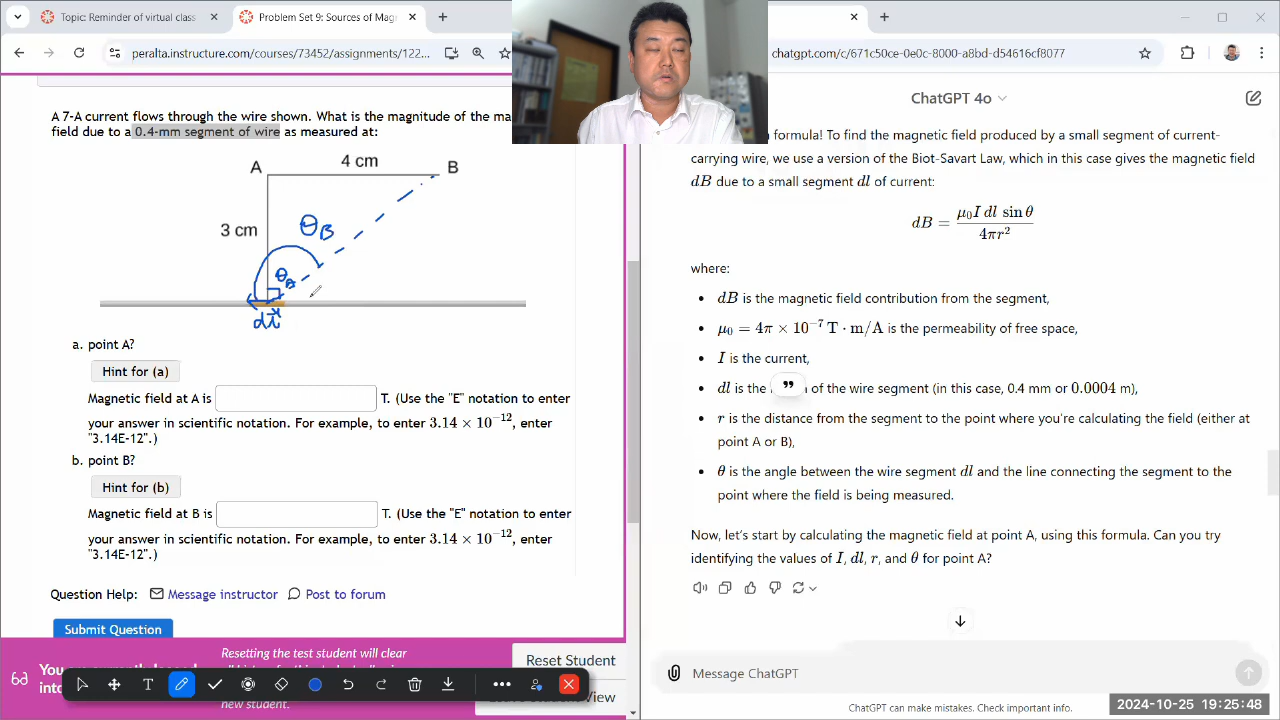 Topic: Reminder of virtual class
Problem Set 9: Sources of Magr
peralta.instructure.com/courses/73452/assignments/122...
chatgpt.com/c/671c50ce-0e0c-8000-a8bd-d54616cf8077
A 7-A current flows through the wire shown. What is the magnitude of the ma
field due to a 0.4-mm segment of wire as measured at:
A
4 cm
B
3 cm
θB
θA
dl
a. point A?
Hint for (a)
Magnetic field at A is T. (Use the "E" notation to enter
your answer in scientific notation. For example, to enter 3.14 × 10⁻¹², enter
"3.14E-12".)
b. point B?
Hint for (b)
Magnetic field at B is T. (Use the "E" notation to enter
your answer in scientific notation. For example, to enter 3.14 × 10⁻¹², enter
"3.14E-12".)
Question Help: Message instructor Post to forum
Submit Question
Resetting the test student will clear
new student.
Reset Student
View
ChatGPT 4o
formula! To find the magnetic field produced by a small segment of current-
carrying wire, we use a version of the Biot-Savart Law, which in this case gives the magnetic field
dB due to a small segment dl of current:
dB = μ₀I dl sin θ / 4πr²
where:
• dB is the magnetic field contribution from the segment,
• μ₀ = 4π × 10⁻⁷ T · m/A is the permeability of free space,
• I is the current,
• dl is the of the wire segment (in this case, 0.4 mm or 0.0004 m),
• r is the distance from the segment to the point where you're calculating the field (either at
point A or B),
• θ is the angle between the wire segment dl and the line connecting the segment to the
point where the field is being measured.
Now, let's start by calculating the magnetic field at point A, using this formula. Can you try
identifying the values of I, dl, r, and θ for point A?
Message ChatGPT
ChatGPT can make mistakes. Check important info.
2024-10-25 19:25:48